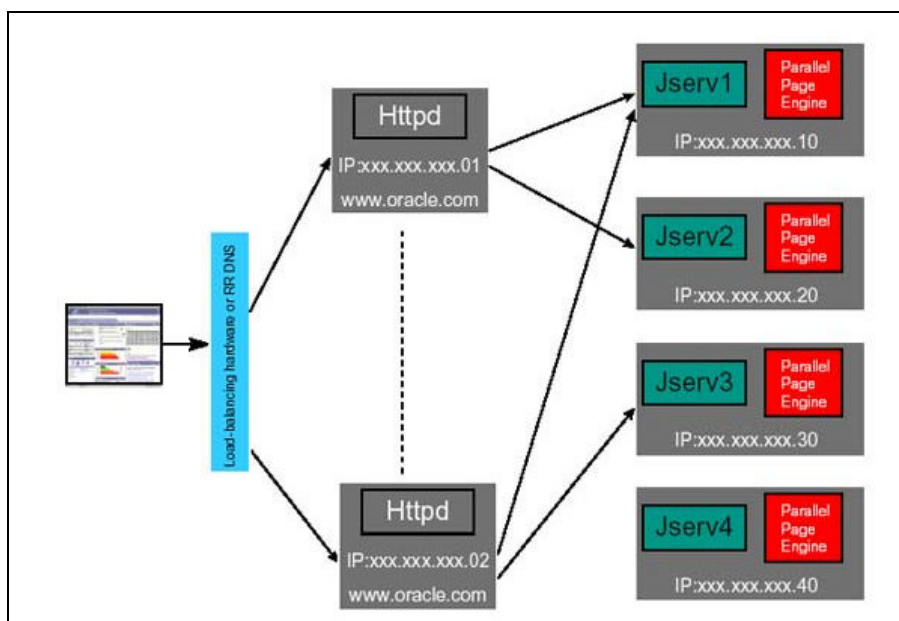 Load-balancing hardware or RR DNS
Httpd
IP:xxx.xxx.xxx.01
www.oracle.com
Httpd
IP:xxx.xxx.xxx.02
www.oracle.com
Jserv1
Parallel
Page
Engine
IP:xxx.xxx.xxx.10
Jserv2
Parallel
Page
Engine
IP:xxx.xxx.xxx.20
Jserv3
Parallel
Page
Engine
IP:xxx.xxx.xxx.30
Jserv4
Parallel
Page
Engine
IP:xxx.xxx.xxx.40